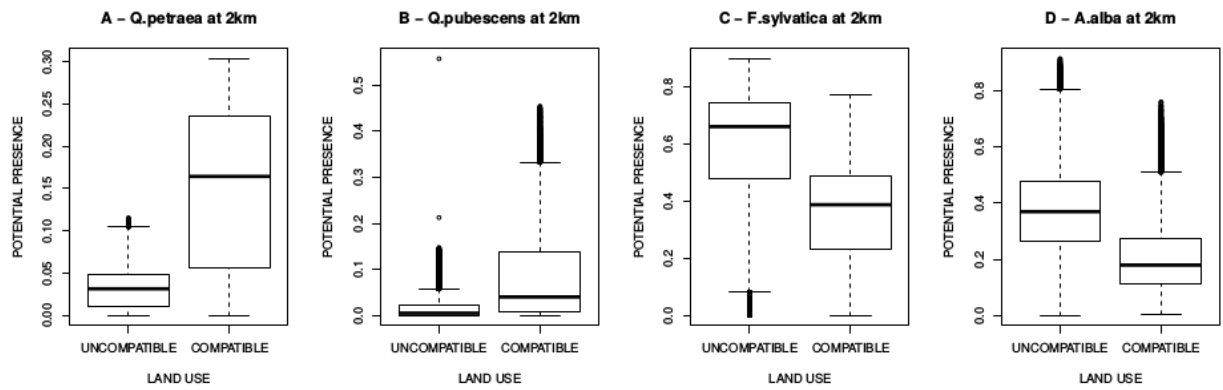 A – Q.petraea at 2km
POTENTIAL PRESENCE
0.30
0.25
0.20
0.15
0.10
0.05
0.00
UNCOMPATIBLE COMPATIBLE
LAND USE
B – Q.pubescens at 2km
POTENTIAL PRESENCE
0.5
0.4
0.3
0.2
0.1
0.0
UNCOMPATIBLE COMPATIBLE
LAND USE
C – F.sylvatica at 2km
POTENTIAL PRESENCE
0.8
0.6
0.4
0.2
0.0
UNCOMPATIBLE COMPATIBLE
LAND USE
D – A.alba at 2km
POTENTIAL PRESENCE
0.8
0.6
0.4
0.2
0.0
UNCOMPATIBLE COMPATIBLE
LAND USE